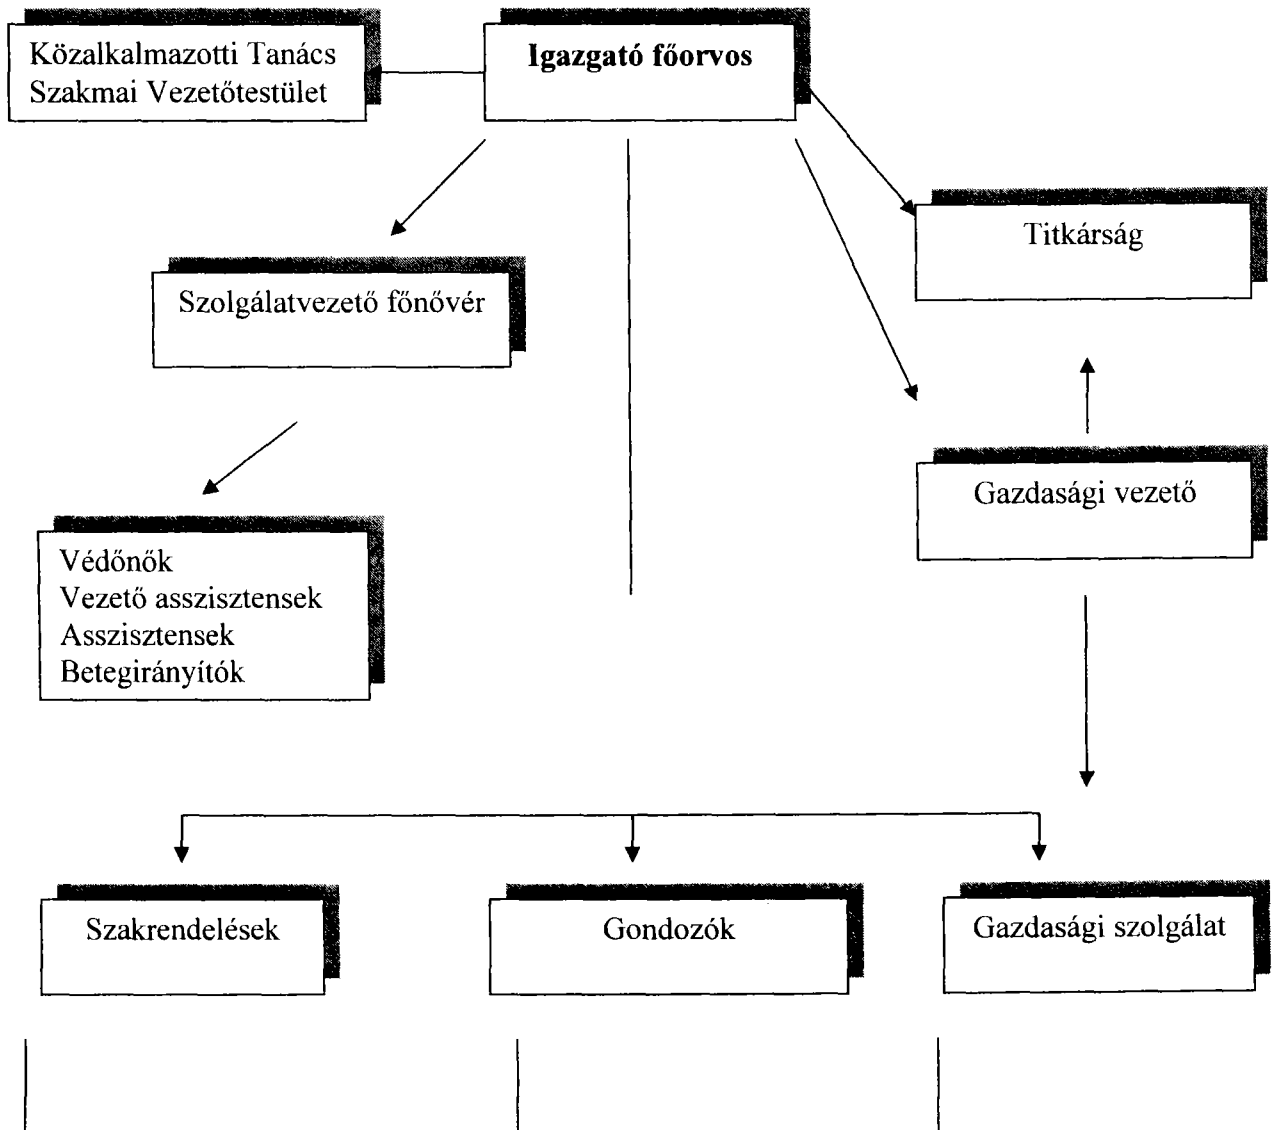 Közalkalmazotti Tanács
Szakmai Vezetőtestület
Igazgató főorvos
Titkárság
Szolgálatvezető főnővér
Gazdasági vezető
Védőnők
Vezető asszisztensek
Asszisztensek
Betegirányítók
Szakrendelések
Gondozók
Gazdasági szolgálat